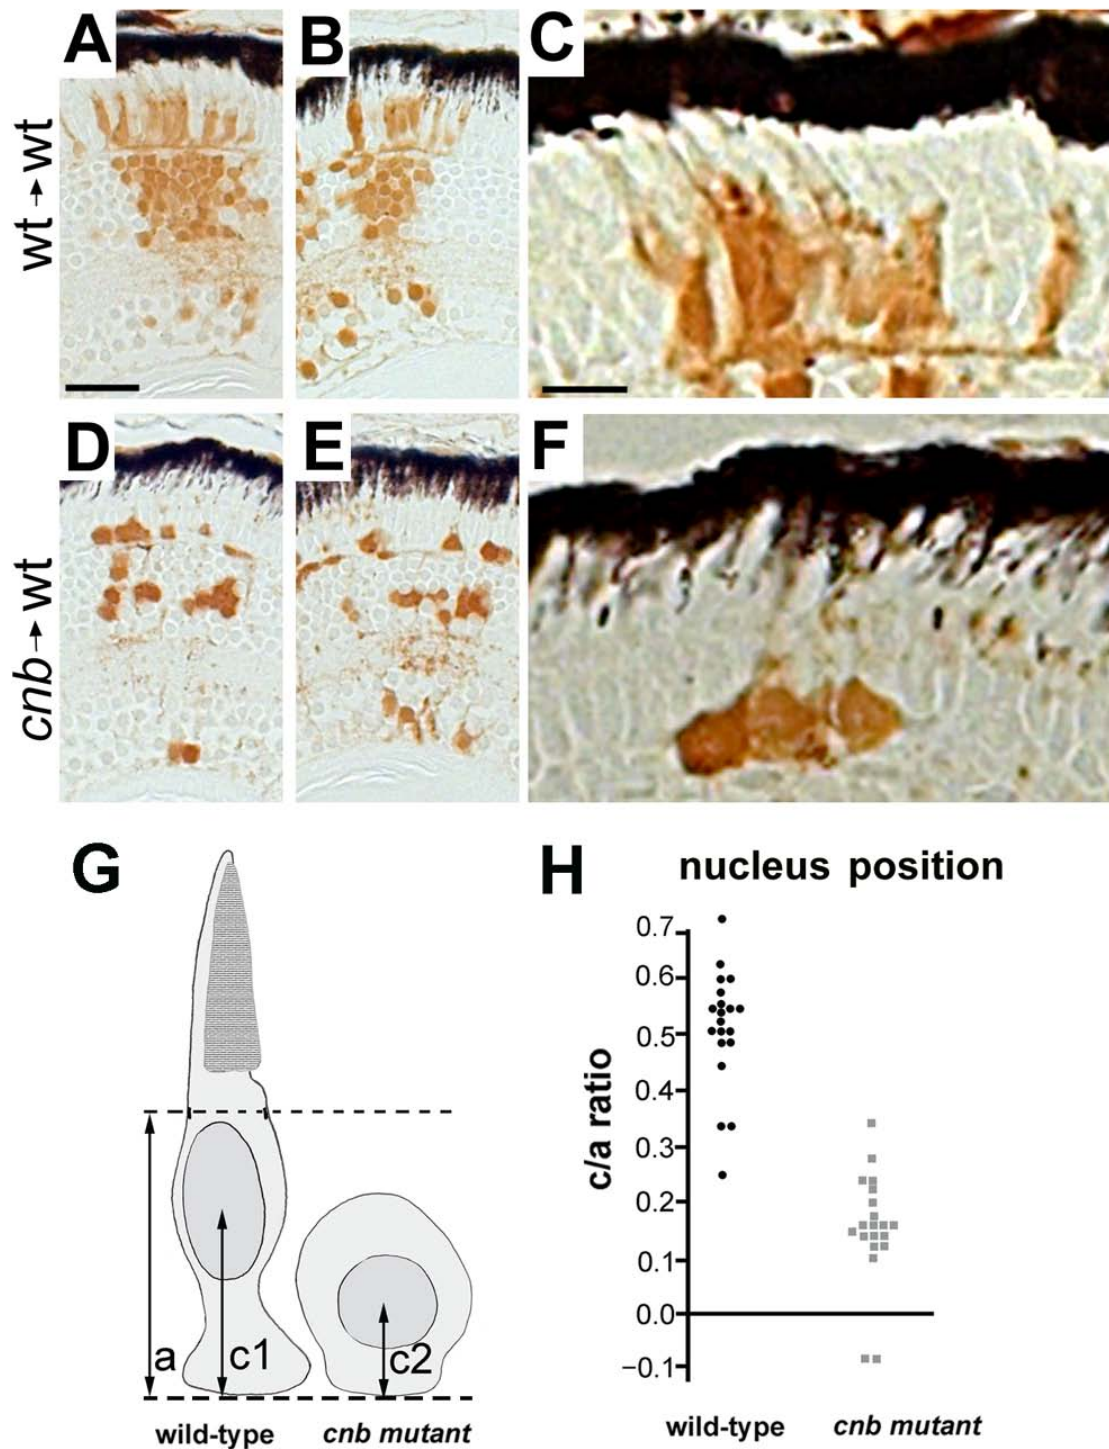 A
B
C
wt → wt
D
E
F
cnb → wt
G
a
c1
c2
wild-type
cnb mutant
H
nucleus position
c/a ratio
0.7
0.6
0.5
0.4
0.3
0.2
0.1
0.0
−0.1
wild-type
cnb mutant